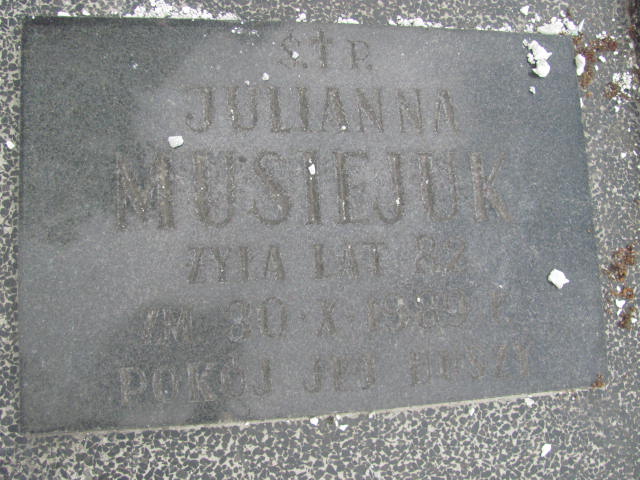 Ś.†P.
JULIANNA
MUSIEJUK
ŻYŁA LAT 82
ZM. 30·X·1989 r.
POKÓJ JEJ DUSZY